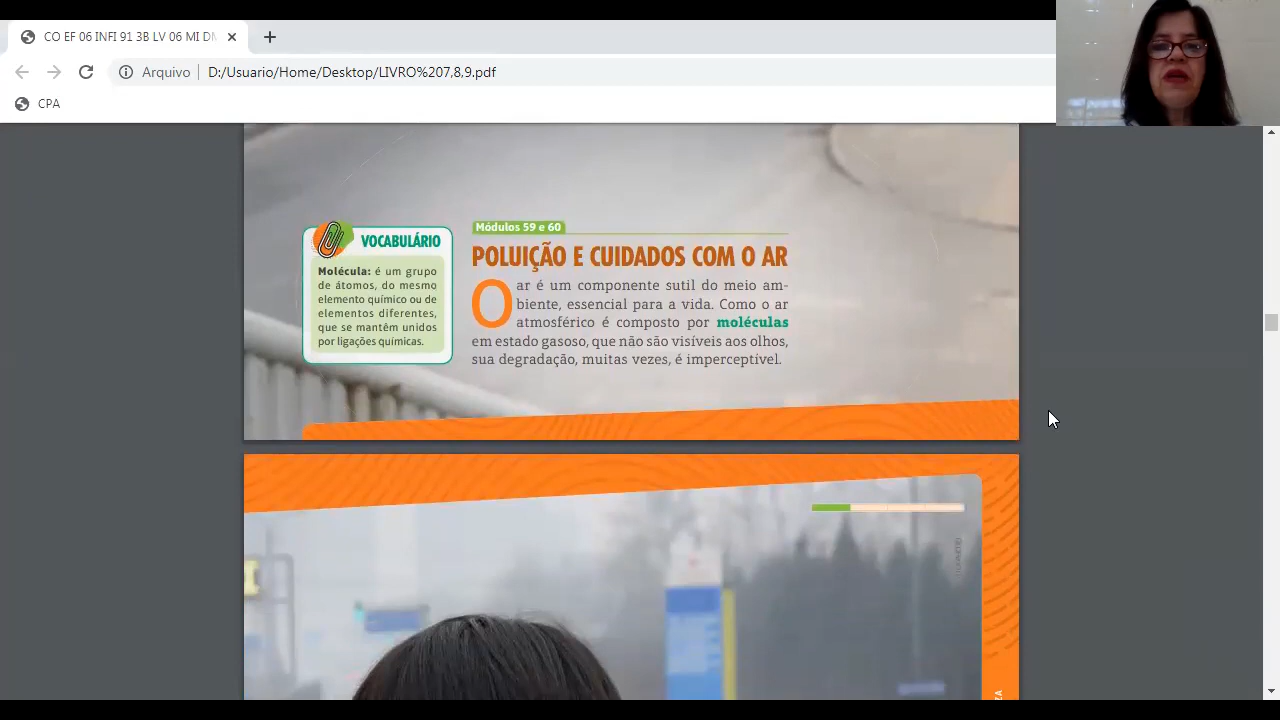 CO EF 06 INFI 91 3B LV 06 MI
Arquivo
D:/Usuario/Home/Desktop/LIVRO%207,8,9.pdf
CPA
VOCABULÁRIO
Molécula: é um grupo
de átomos, do mesmo
elemento químico ou de
elementos diferentes,
que se mantêm unidos
por ligações químicas.
Módulos 59 e 60
POLUIÇÃO E CUIDADOS COM O AR
O ar é um componente sutil do meio am-
biente, essencial para a vida. Como o ar
atmosférico é composto por moléculas
em estado gasoso, que não são visíveis aos olhos,
sua degradação, muitas vezes, é imperceptível.
ZA